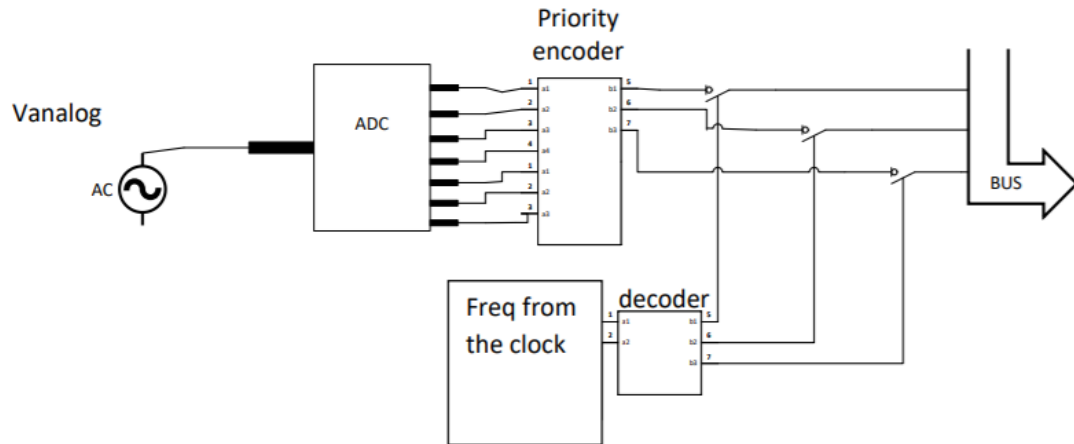 Priority
encoder
Vanalog
ADC
AC
1 a1 b1 5
2 a2 b2 6
3 a3 b3 7
4 a4
1 a1
2 a2
3 a3
BUS
Freq from
the clock
decoder
1 a1 b1 5
2 a2 b2 6
b3 7